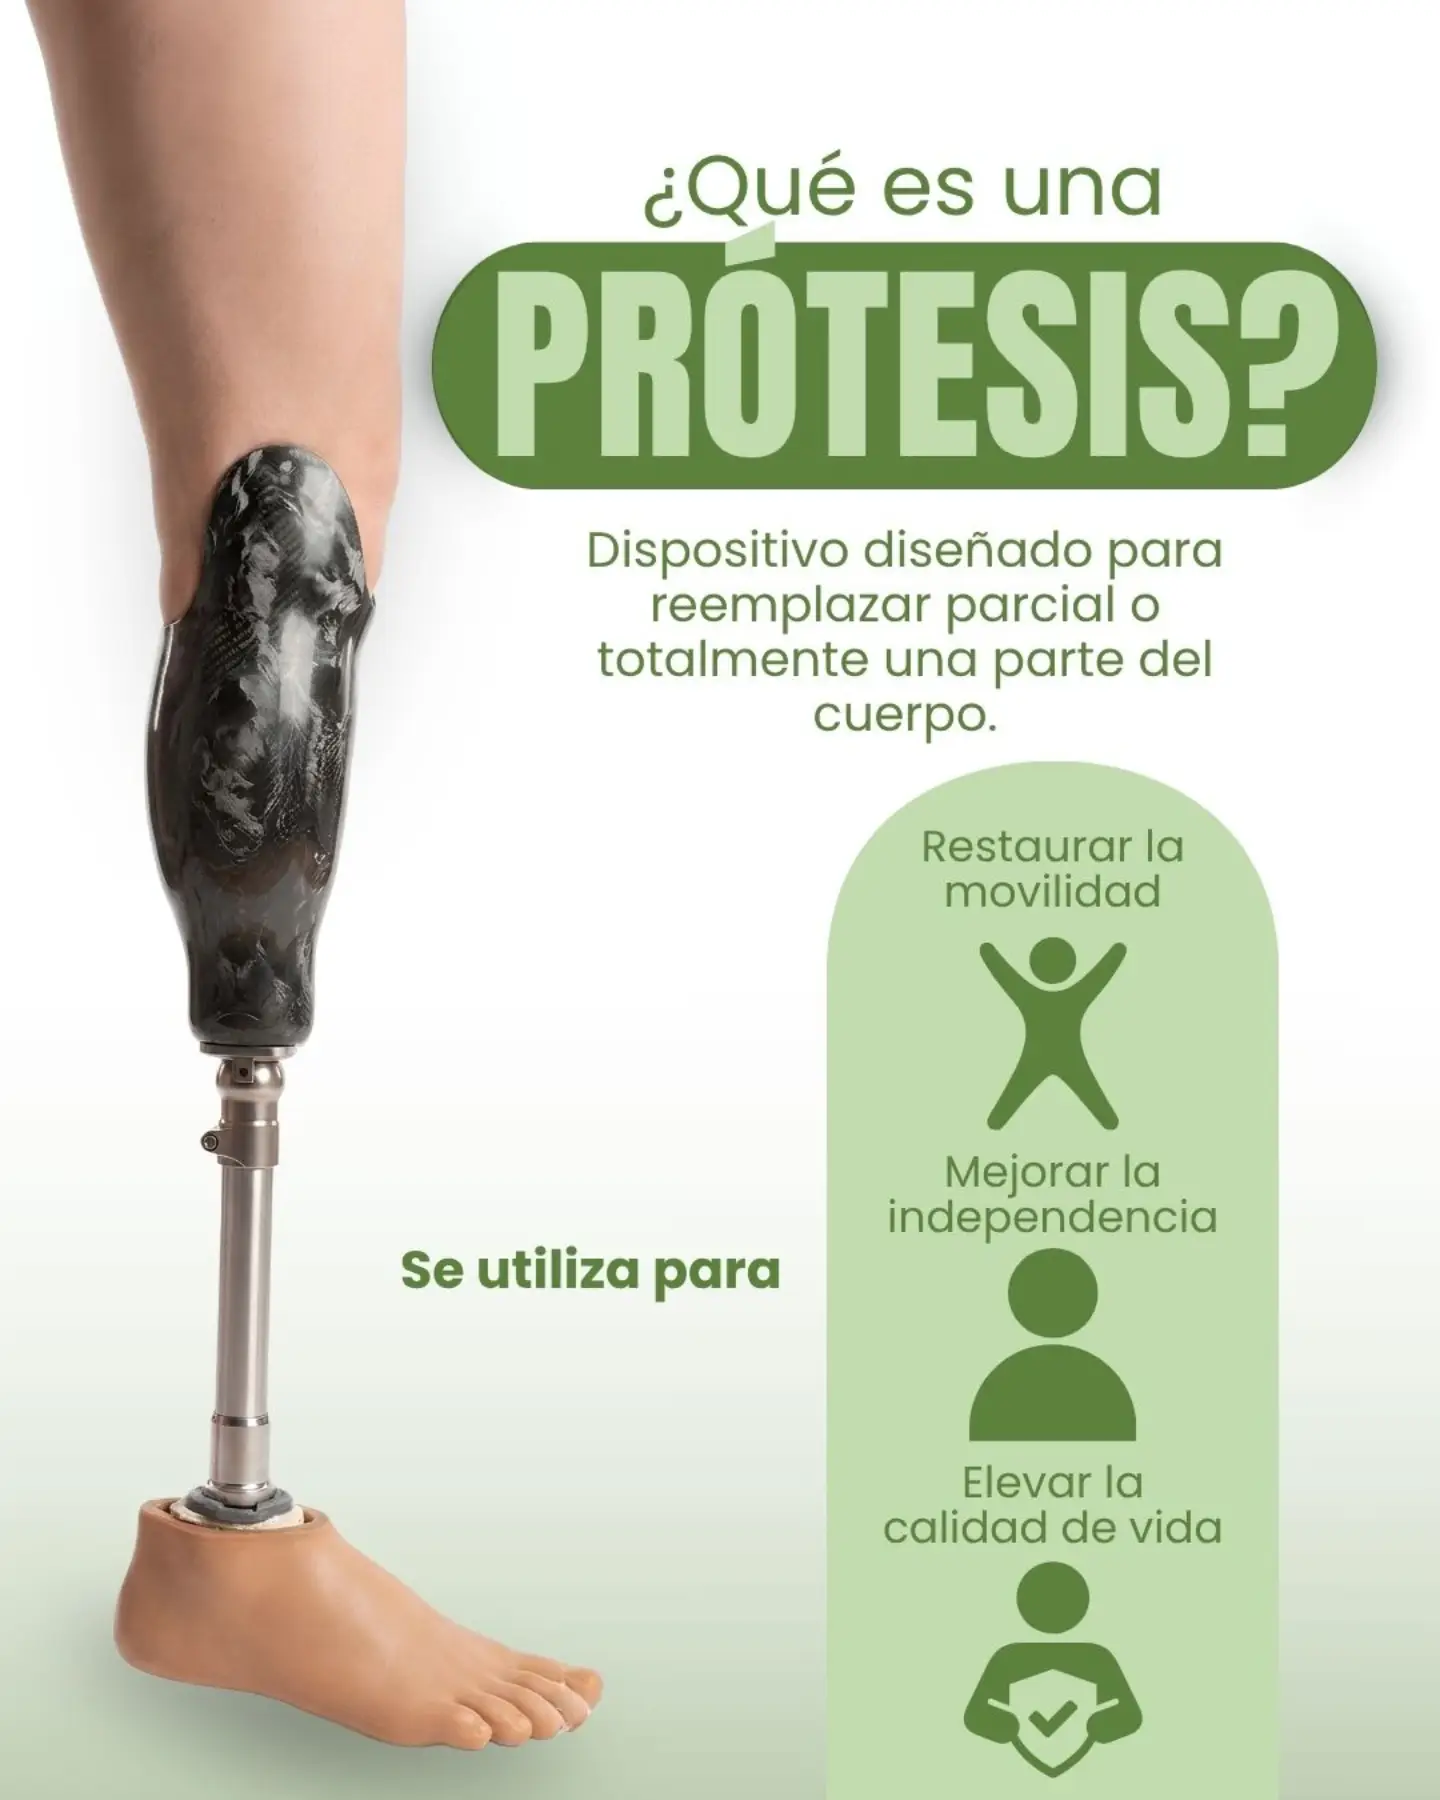 ¿Qué es una
PRÓTESIS?
Dispositivo diseñado para
reemplazar parcial o
totalmente una parte del
cuerpo.
Se utiliza para
Restaurar la
movilidad
Mejorar la
independencia
Elevar la
calidad de vida